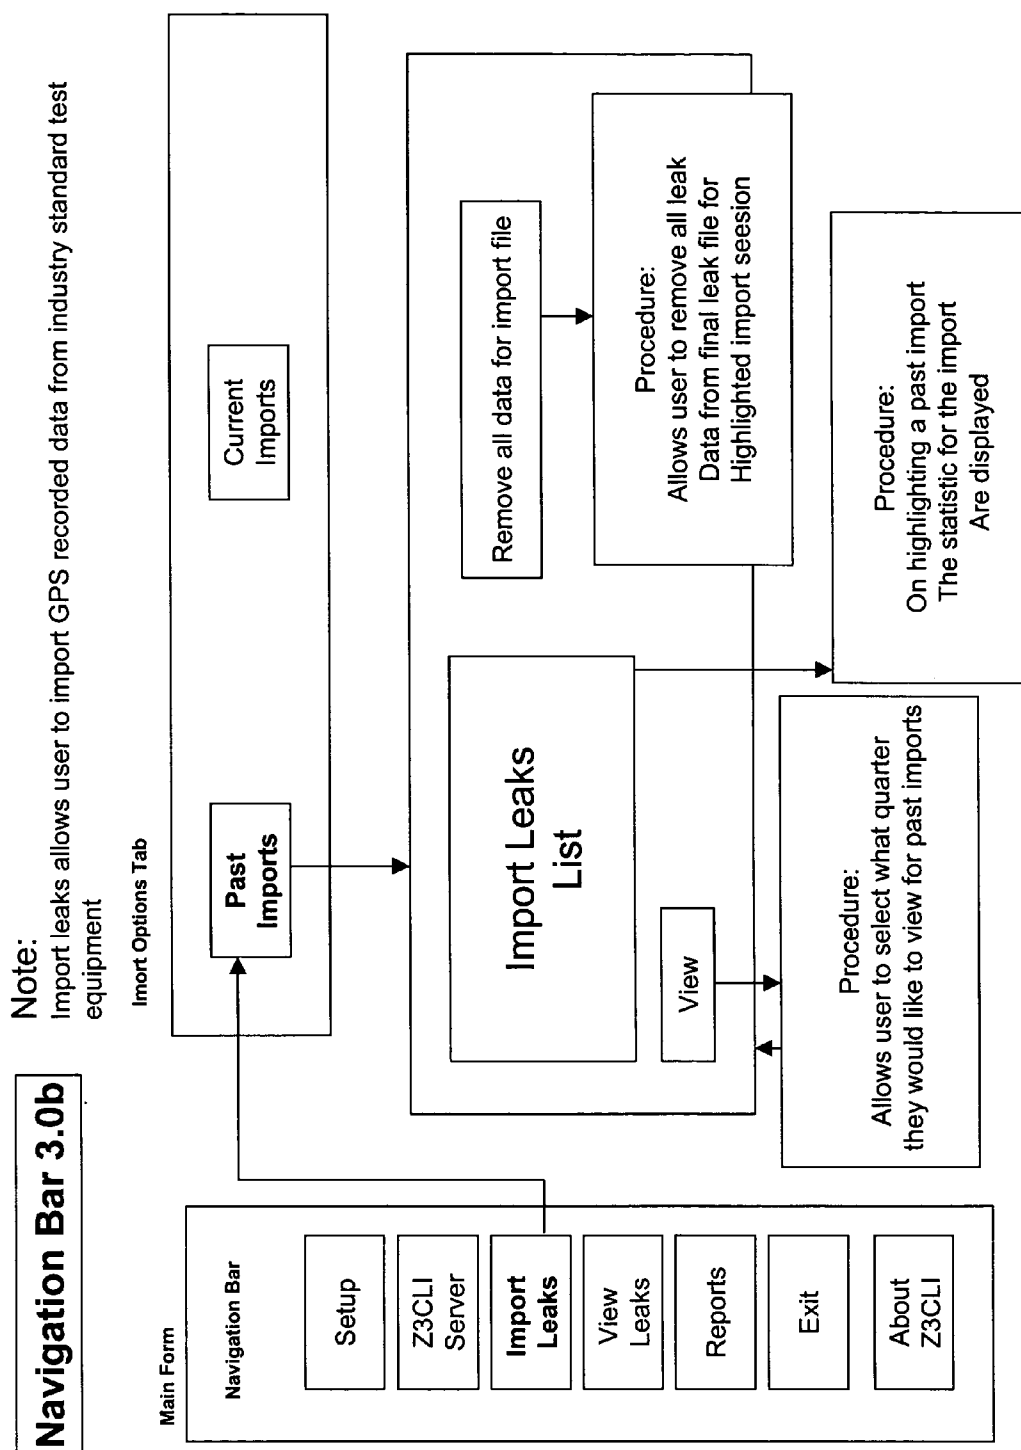 Navigation Bar 3.0b
Note:
Import leaks allows user to import GPS recorded data from industry standard test
equipment
Main Form
Navigation Bar
Setup
Z3CLI
Server
Import
Leaks
View
Leaks
Reports
Exit
About
Z3CLI
Imort Options Tab
Past
Imports
Current
Imports
Import Leaks
List
View
Remove all data for import file
Procedure:
Allows user to remove all leak
Data from final leak file for
Highlighted import seesion
Procedure:
Allows user to select what quarter
they would like to view for past imports
Procedure:
On highlighting a past import
The statistic for the import
Are displayed